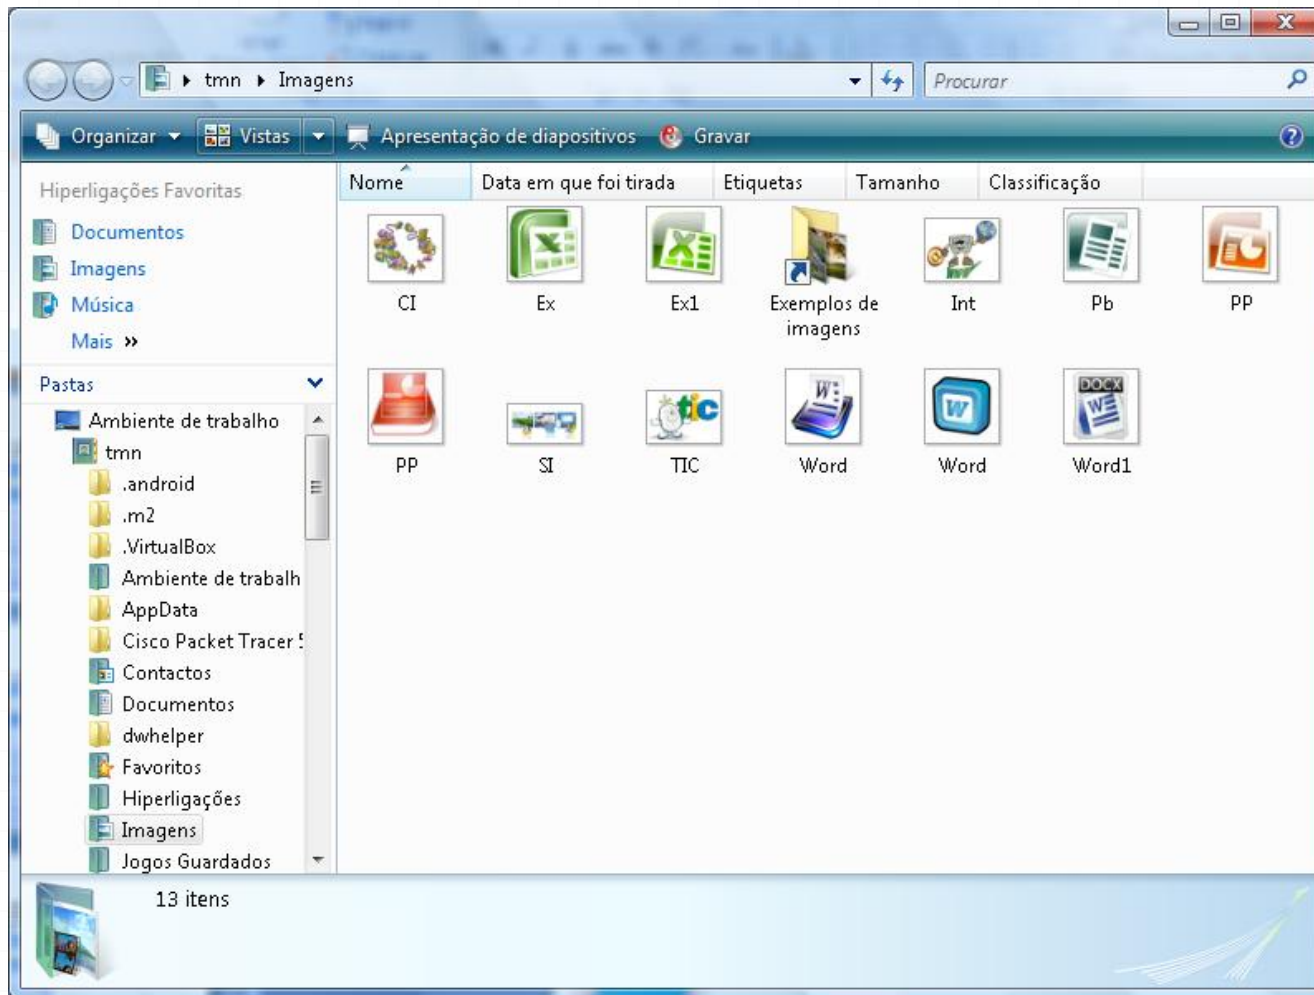 tmn Imagens
Procurar
Organizar Vistas Apresentação de diapositivos Gravar
Hiperligações Favoritas
Documentos
Imagens
Música
Mais »
Pastas
Ambiente de trabalho
tmn
.android
.m2
.VirtualBox
Ambiente de trabalh
AppData
Cisco Packet Tracer 5
Contactos
Documentos
dwhelper
Favoritos
Hiperligações
Imagens
Jogos Guardados
Nome Data em que foi tirada Etiquetas Tamanho Classificação
CI Ex Ex1 Exemplos de Int Pb PP
imagens
tic
W
W
DOCX
W
PP SI TIC Word Word Word1
13 itens